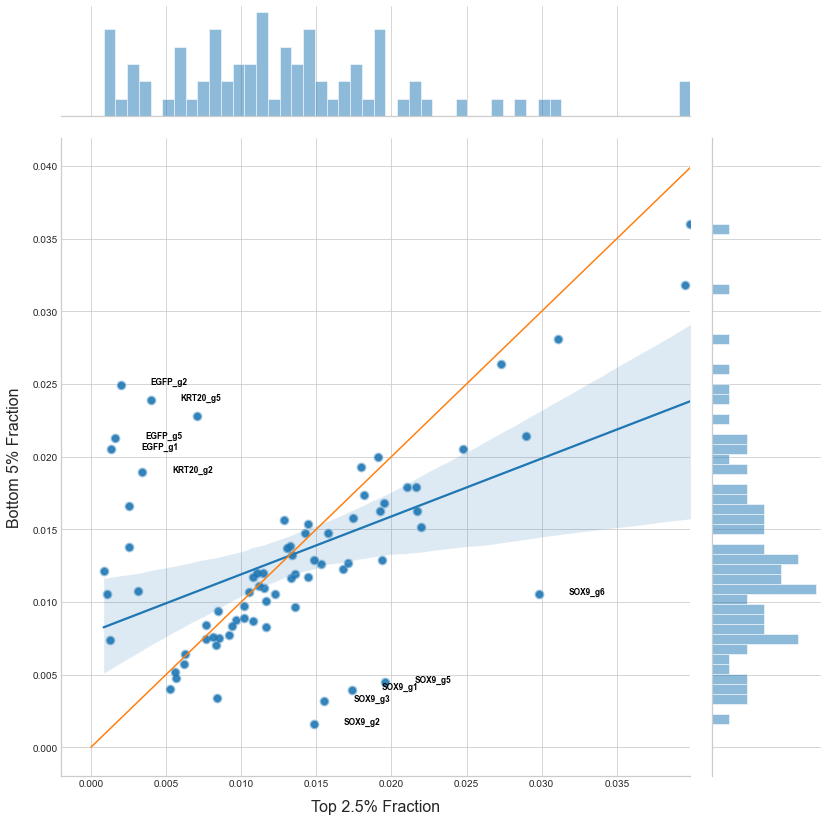 0.040
0.035
0.030
0.025
0.020
0.015
0.010
0.005
0.000
Bottom 5% Fraction
EGFP_g2
KRT20_g5
EGFP_g5
EGFP_g1
KRT20_g2
SOX9_g6
SOX9_g5
SOX9_g1
SOX9_g3
SOX9_g2
0.000 0.005 0.010 0.015 0.020 0.025 0.030 0.035
Top 2.5% Fraction